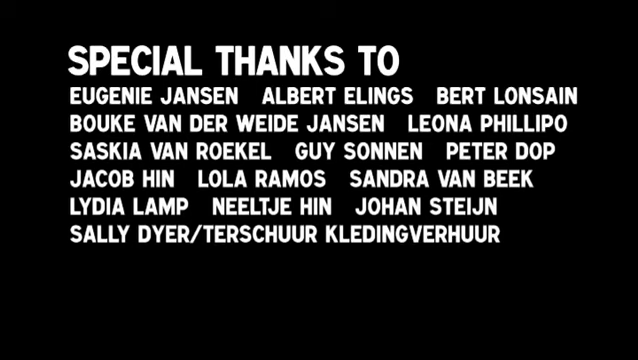 SPECIAL THANKS TO
EUGENIE JANSEN ALBERT ELINGS BERT LONSAIN
BOUKE VAN DER WEIDE JANSEN LEONA PHILLIPO
SASKIA VAN ROEKEL GUY SONNEN PETER DOP
JACOB HIN LOLA RAMOS SANDRA VAN BEEK
LYDIA LAMP NEELTJE HIN JOHAN STEIJN
SALLY DYER/TERSCHUUR KLEDINGVERHUUR